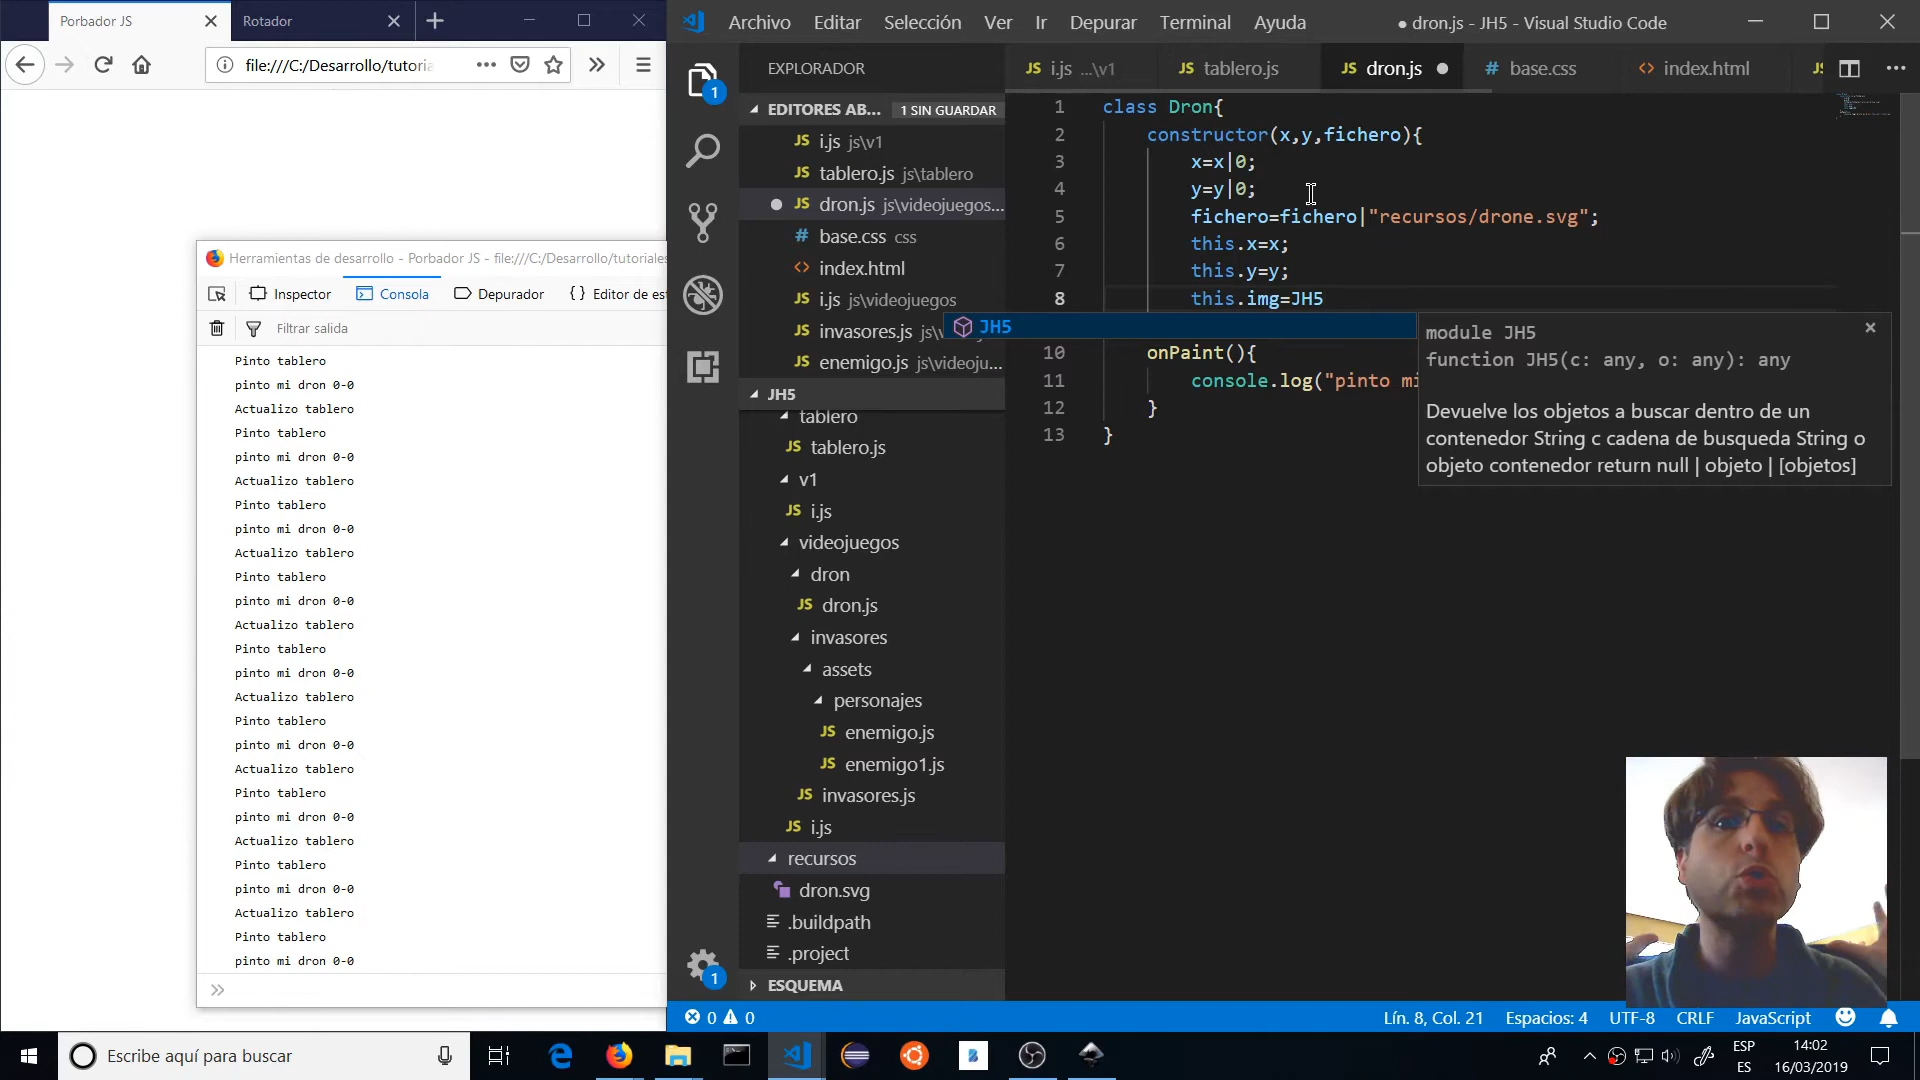 Porbador JS
Rotador
file:///C:/Desarrollo/tutoria
Herramientas de desarrollo - Porbador JS - file:///C:/Desarrollo/tutoriales
Inspector
Consola
Depurador
{ } Editor de est
Filtrar salida
Pinto tablero
pinto mi dron 0-0
Actualizo tablero
Pinto tablero
pinto mi dron 0-0
Actualizo tablero
Pinto tablero
pinto mi dron 0-0
Actualizo tablero
Pinto tablero
pinto mi dron 0-0
Actualizo tablero
Pinto tablero
pinto mi dron 0-0
Actualizo tablero
Pinto tablero
pinto mi dron 0-0
Actualizo tablero
Pinto tablero
pinto mi dron 0-0
Actualizo tablero
Pinto tablero
pinto mi dron 0-0
Actualizo tablero
Pinto tablero
pinto mi dron 0-0
Archivo Editar Selección Ver Ir Depurar Terminal Ayuda
● dron.js - JH5 - Visual Studio Code
1
1
EXPLORADOR
EDITORES AB... 1 SIN GUARDAR
JS i.js js\v1
JS tablero.js js\tablero
JS dron.js js\videojuegos...
# base.css css
<> index.html
JS i.js js\videojuegos
JS invasores.js js\v
JS enemigo.js js\videoju...
JH5
tablero
JS tablero.js
v1
JS i.js
videojuegos
dron
JS dron.js
invasores
assets
personajes
JS enemigo.js
JS enemigo1.js
JS invasores.js
JS i.js
recursos
dron.svg
.buildpath
.project
ESQUEMA
JS i.js ...\v1
JS tablero.js
JS dron.js
# base.css
<> index.html
1 class Dron{
2 constructor(x,y,fichero){
3 x=x|0;
4 y=y|0;
5 fichero=fichero|"recursos/drone.svg";
6 this.x=x;
7 this.y=y;
8 this.img=JH5
JH5
10 onPaint(){
11 console.log("pinto mi
12 }
13 }
module JH5
function JH5(c: any, o: any): any
Devuelve los objetos a buscar dentro de un
contenedor String c cadena de busqueda String o
objeto contenedor return null | objeto | [objetos]
0 0
Lín. 8, Col. 21
Espacios: 4
UTF-8
CRLF
JavaScript
Escribe aquí para buscar
ESP
ES
14:02
16/03/2019